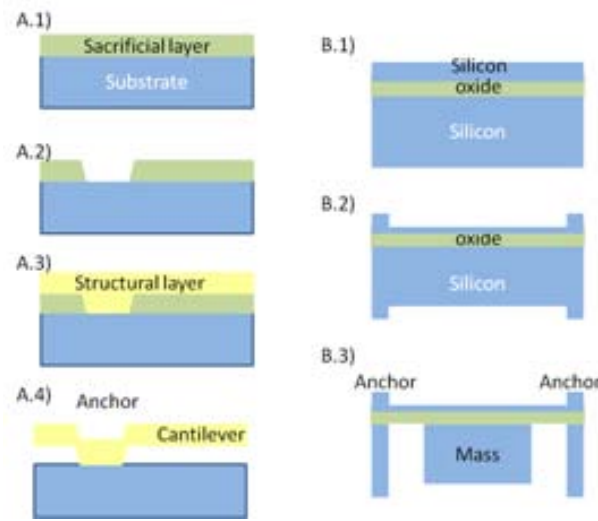 A.1)
Sacrificial layer
Substrate
A.2)
A.3)
Structural layer
A.4)
Anchor
Cantilever
B.1)
Silicon
oxide
Silicon
B.2)
oxide
Silicon
B.3)
Anchor
Anchor
Mass